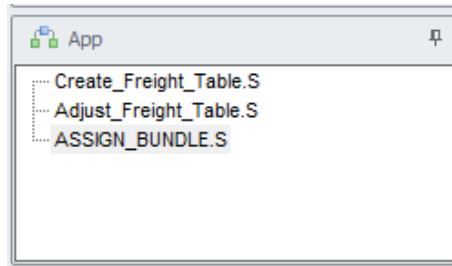 App
Create_Freight_Table.S
Adjust_Freight_Table.S
ASSIGN_BUNDLE.S